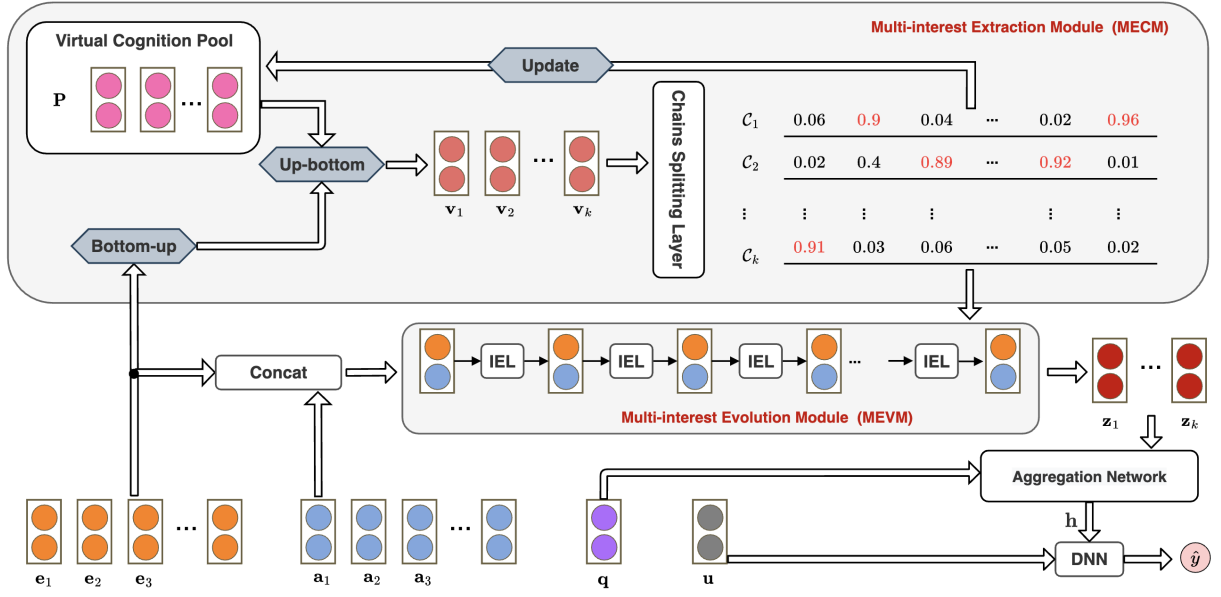 Multi-interest Extraction Module (MECM)
Virtual Cognition Pool
P ...
Update
Up-bottom
Bottom-up
v₁ v₂ ... vₖ
Chains Splitting Layer
𝒞₁ 0.06 0.9 0.04 ... 0.02 0.96
𝒞₂ 0.02 0.4 0.89 ... 0.92 0.01
⋮ ⋮ ⋮ ⋮ ⋮ ⋮
𝒞ₖ 0.91 0.03 0.06 ... 0.05 0.02
Concat
IEL IEL IEL ... IEL
Multi-interest Evolution Module (MEVM)
...
z₁ zₖ
Aggregation Network
h
DNN
ŷ
... ...
e₁ e₂ e₃ a₁ a₂ a₃ q u